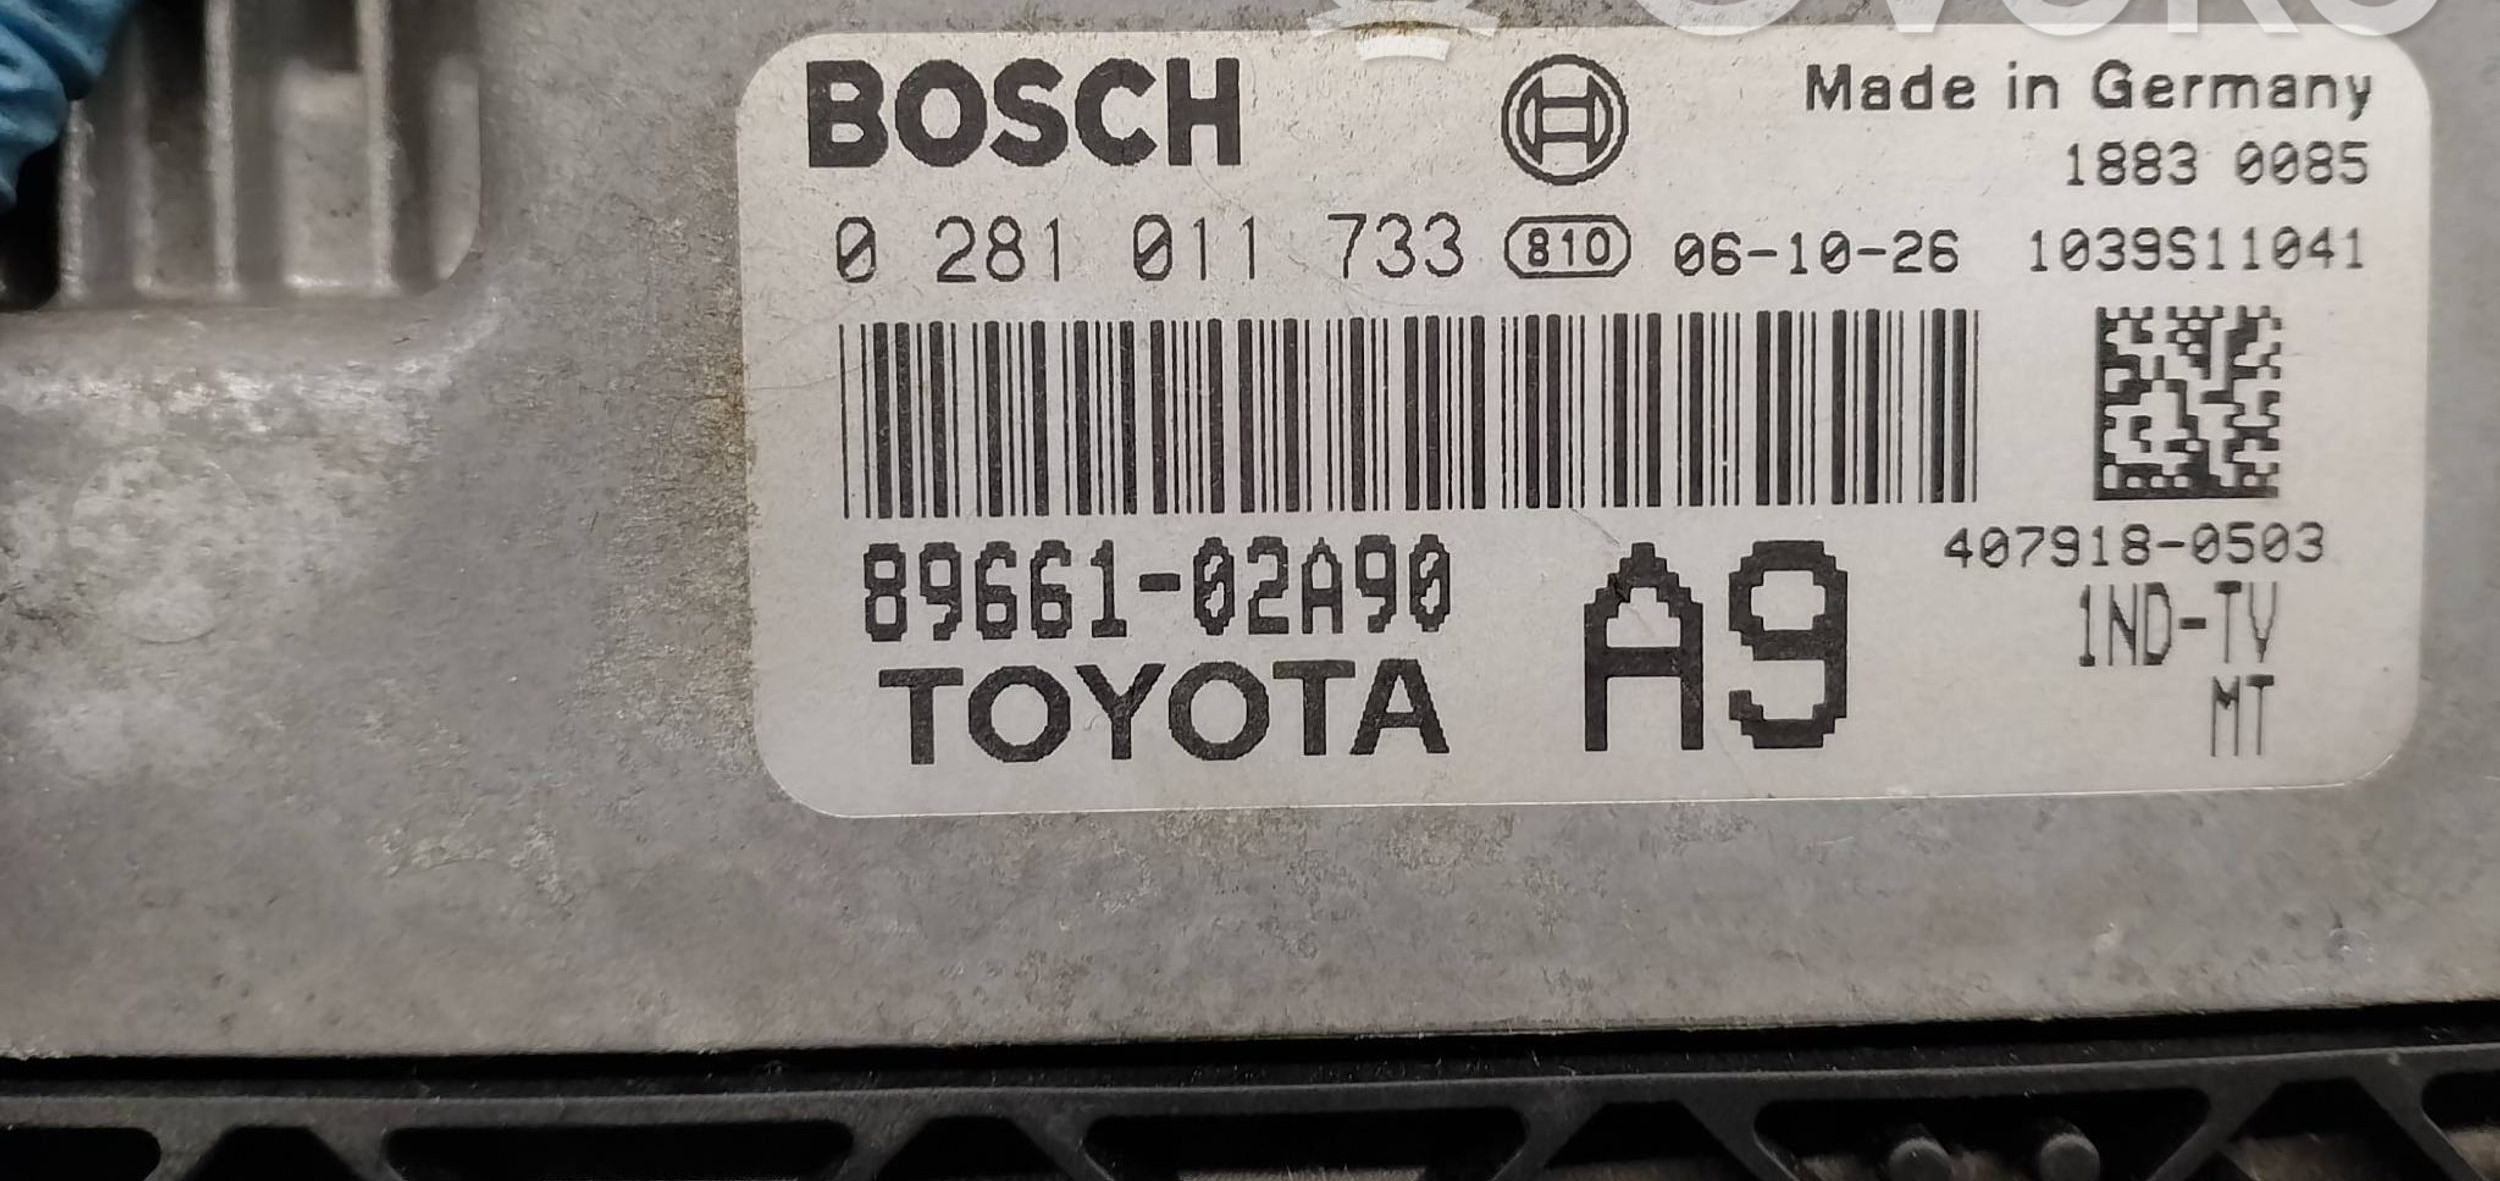 BOSCH
Made in Germany
1883 0085
0 281 011 733 810 06-10-26 1039S11041
407918-0503
89661-02A90 A9
1ND-TV
TOYOTA
MT